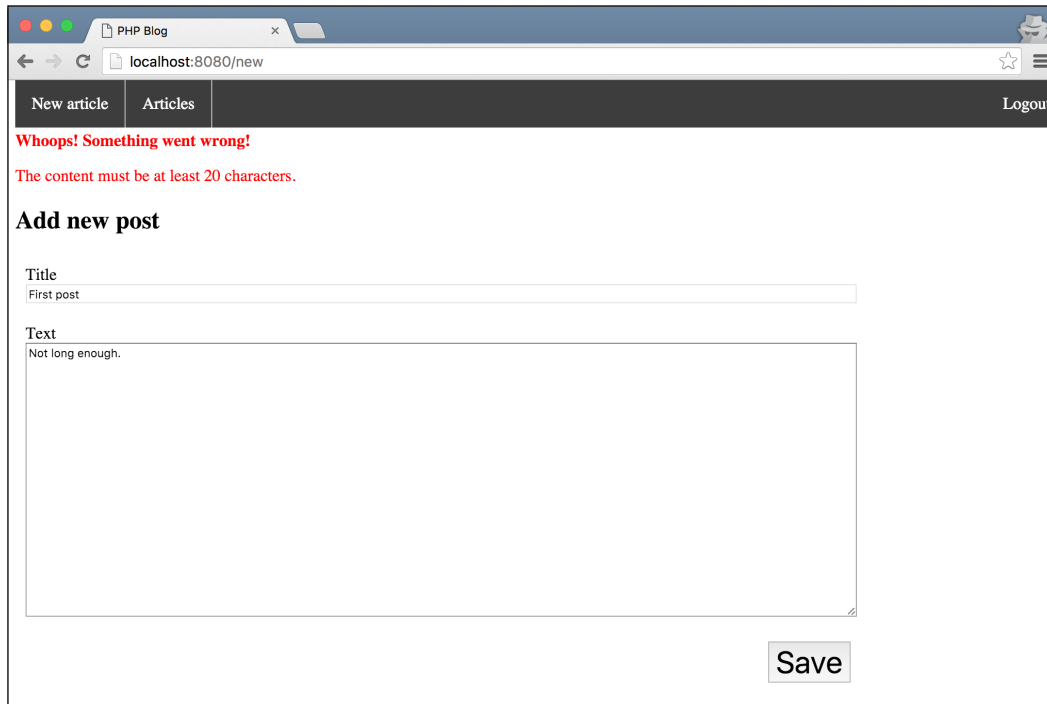 PHP Blog
localhost:8080/new
New article Articles Logout
Whoops! Something went wrong!
The content must be at least 20 characters.
Add new post
Title
First post
Text
Not long enough.
Save